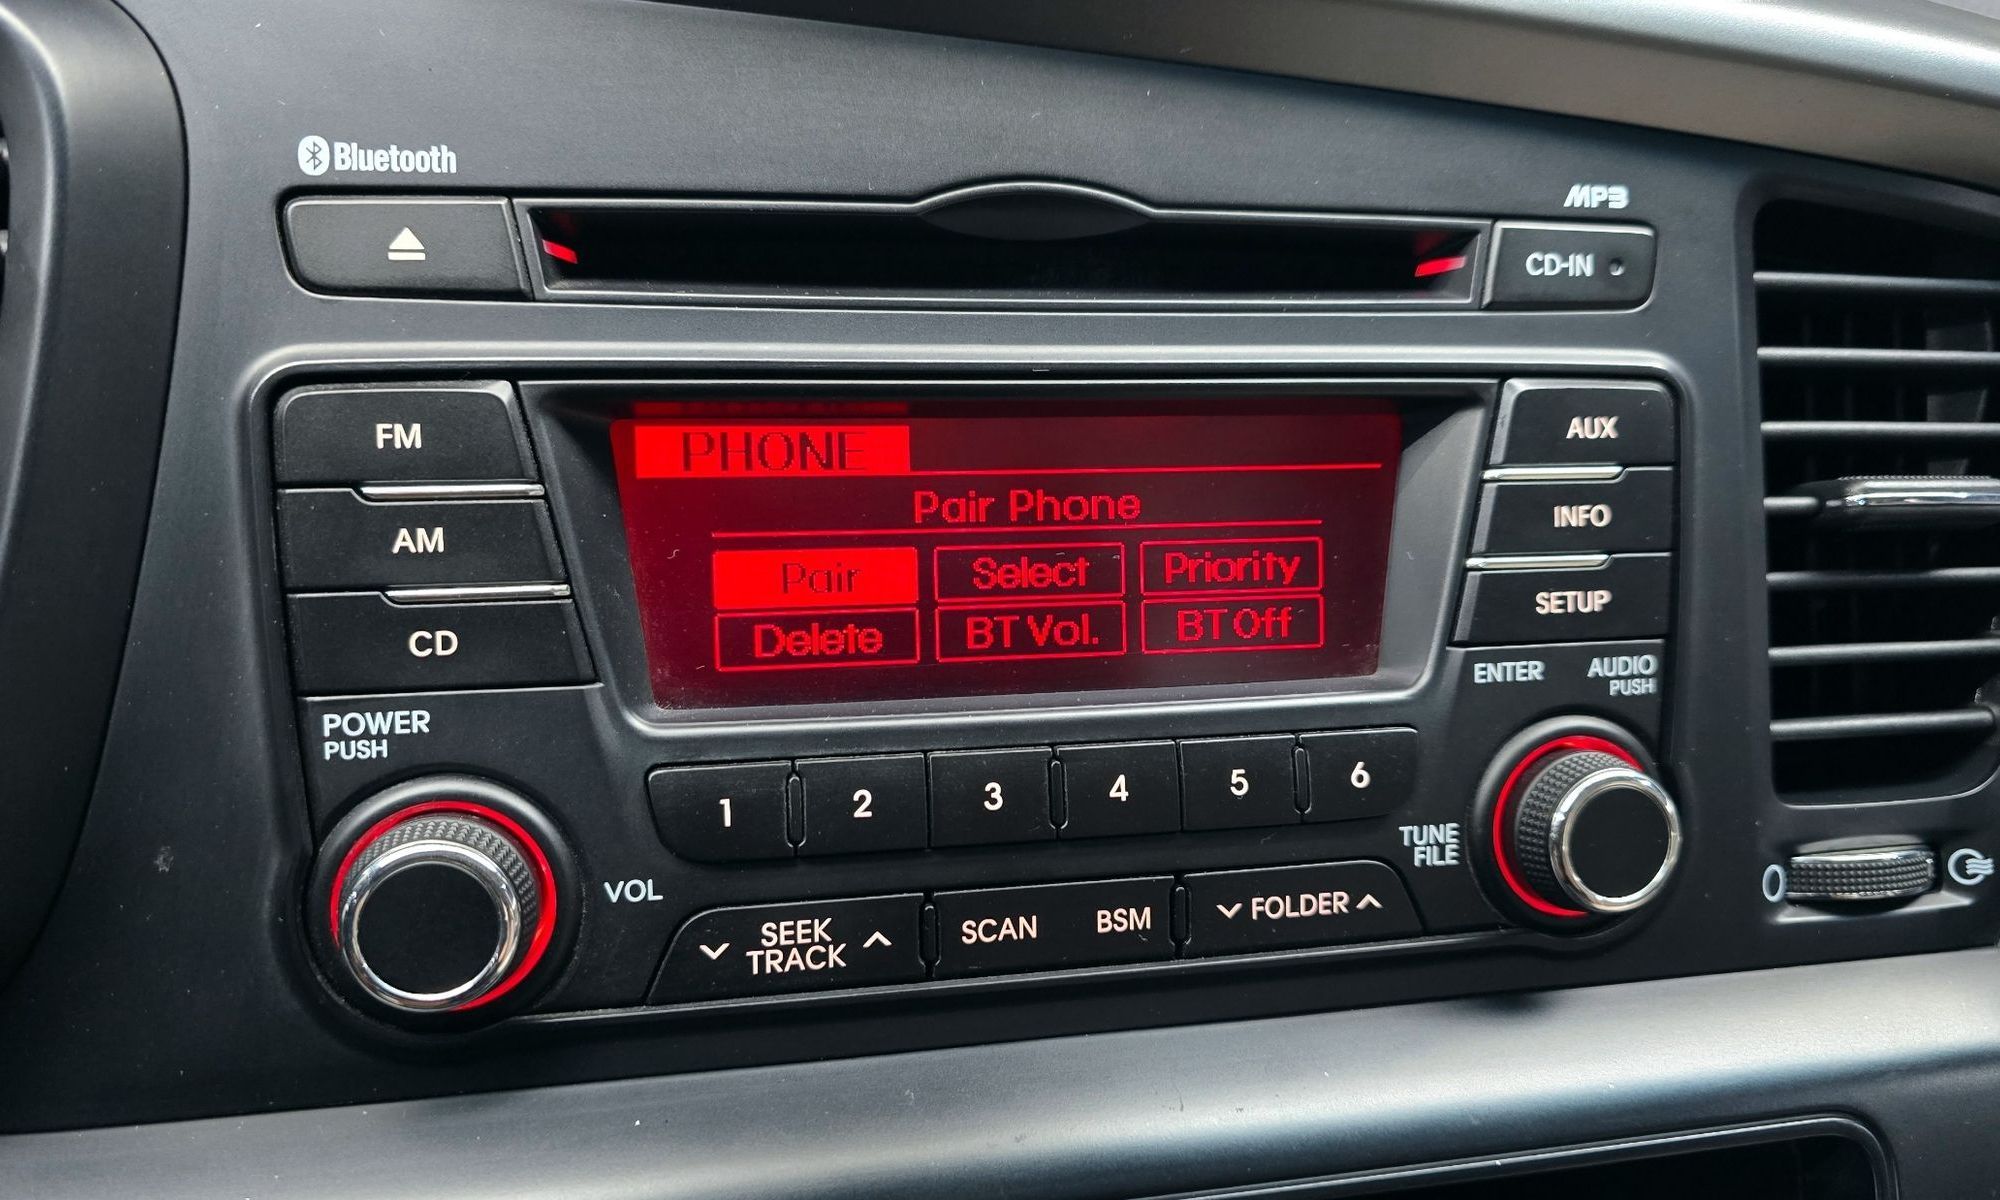 Bluetooth
MP3
CD-IN
FM
AM
CD
PHONE
Pair Phone
Pair Select Priority
Delete BT Vol. BT Off
AUX
INFO
SETUP
ENTER
AUDIO
PUSH
POWER
PUSH
1 2 3 4 5 6
VOL
TUNE
FILE
SEEK
TRACK
SCAN BSM
FOLDER
0